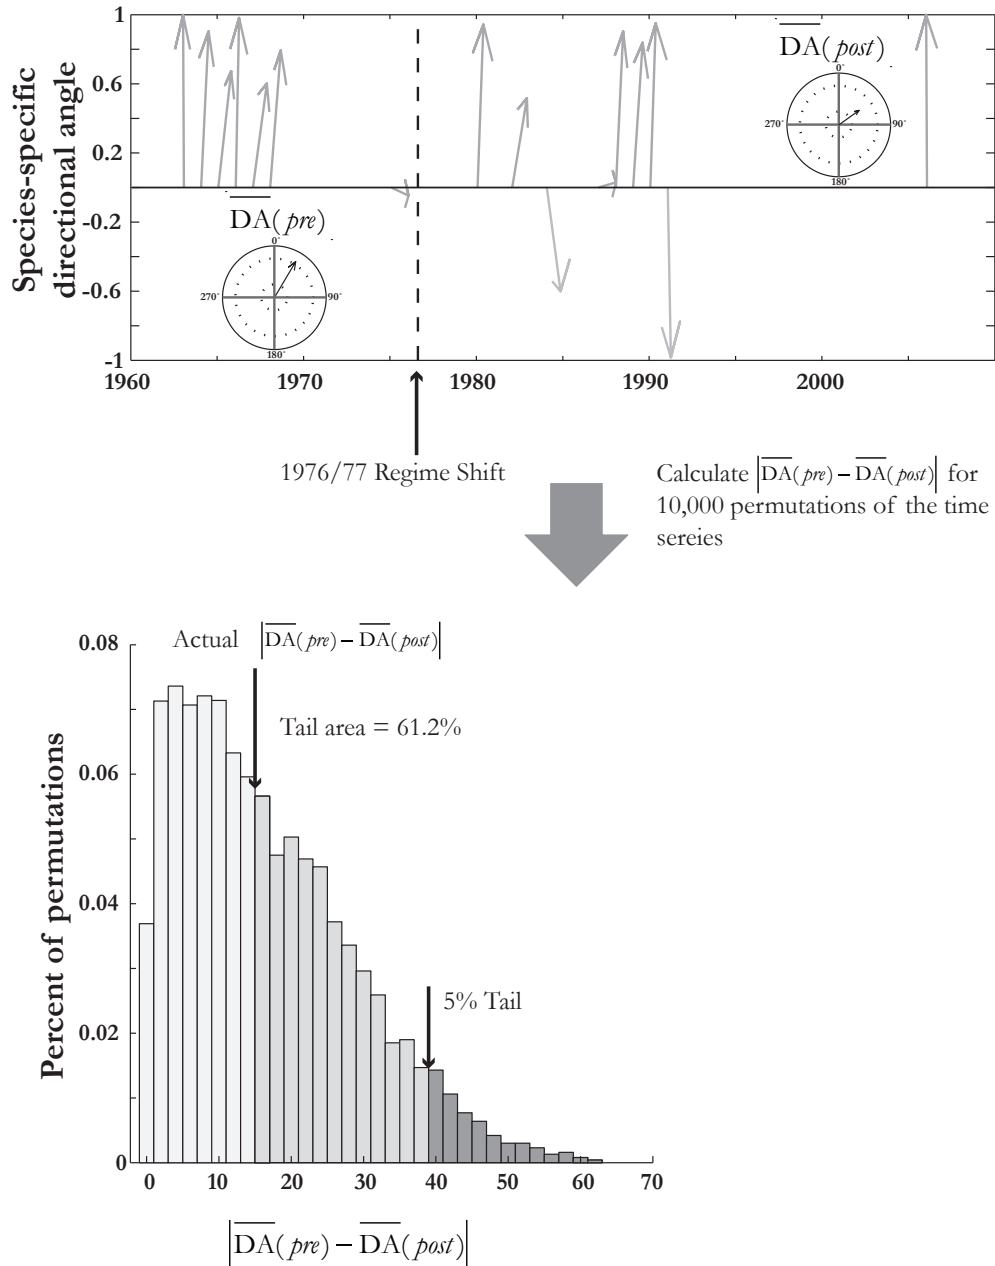 Species-specific
directional angle
1
0.6
0.2
-0.2
-0.6
-1
1960
1970
1980
1990
2000
DA(pre)
0°
90°
180°
270°
DA(post)
0°
90°
180°
270°
1976/77 Regime Shift
Calculate |DA(pre) – DA(post)| for
10,000 permutations of the time
sereies
Percent of permutations
0.08
0.06
0.04
0.02
0
Actual |DA(pre) – DA(post)|
Tail area = 61.2%
5% Tail
0
10
20
30
40
50
60
70
|DA(pre) – DA(post)|